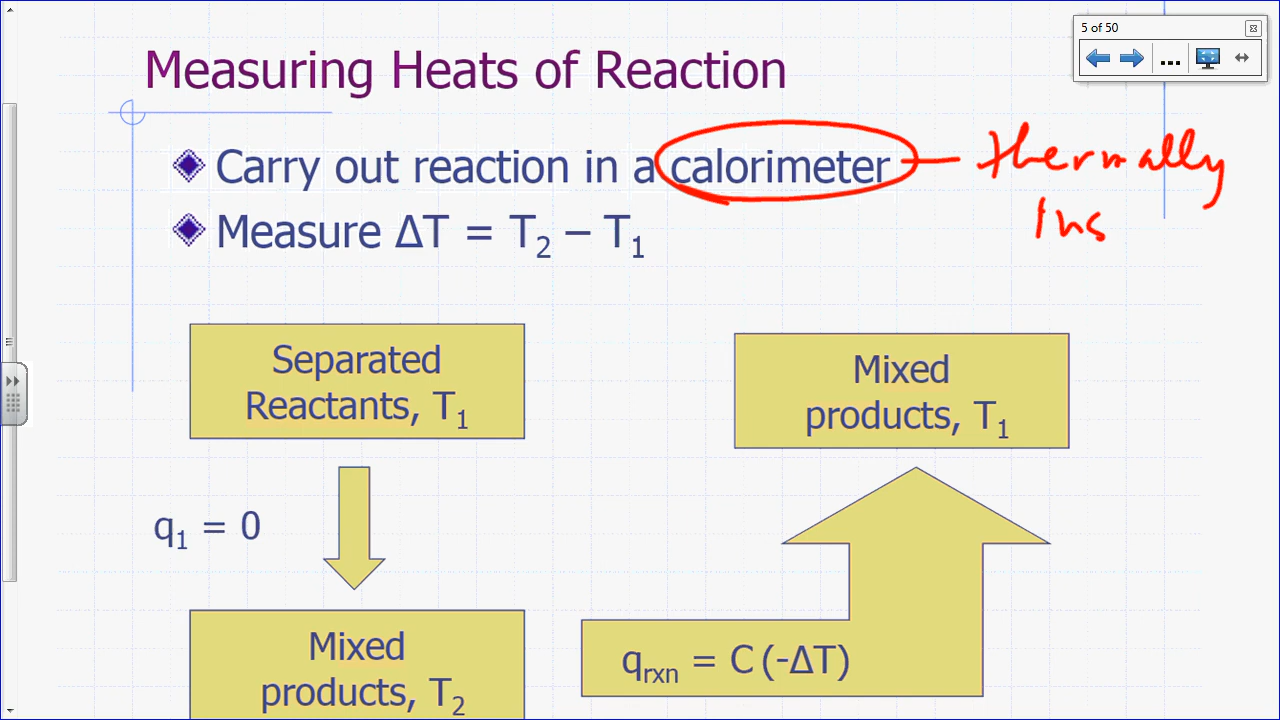 5 of 50
...
Measuring Heats of Reaction
Carry out reaction in a calorimeter — thermally
Ins
Measure ΔT = T₂ – T₁
Separated
Reactants, T₁
Mixed
products, T₁
q₁ = 0
Mixed
products, T₂
qᵣₓₙ = C (-ΔT)